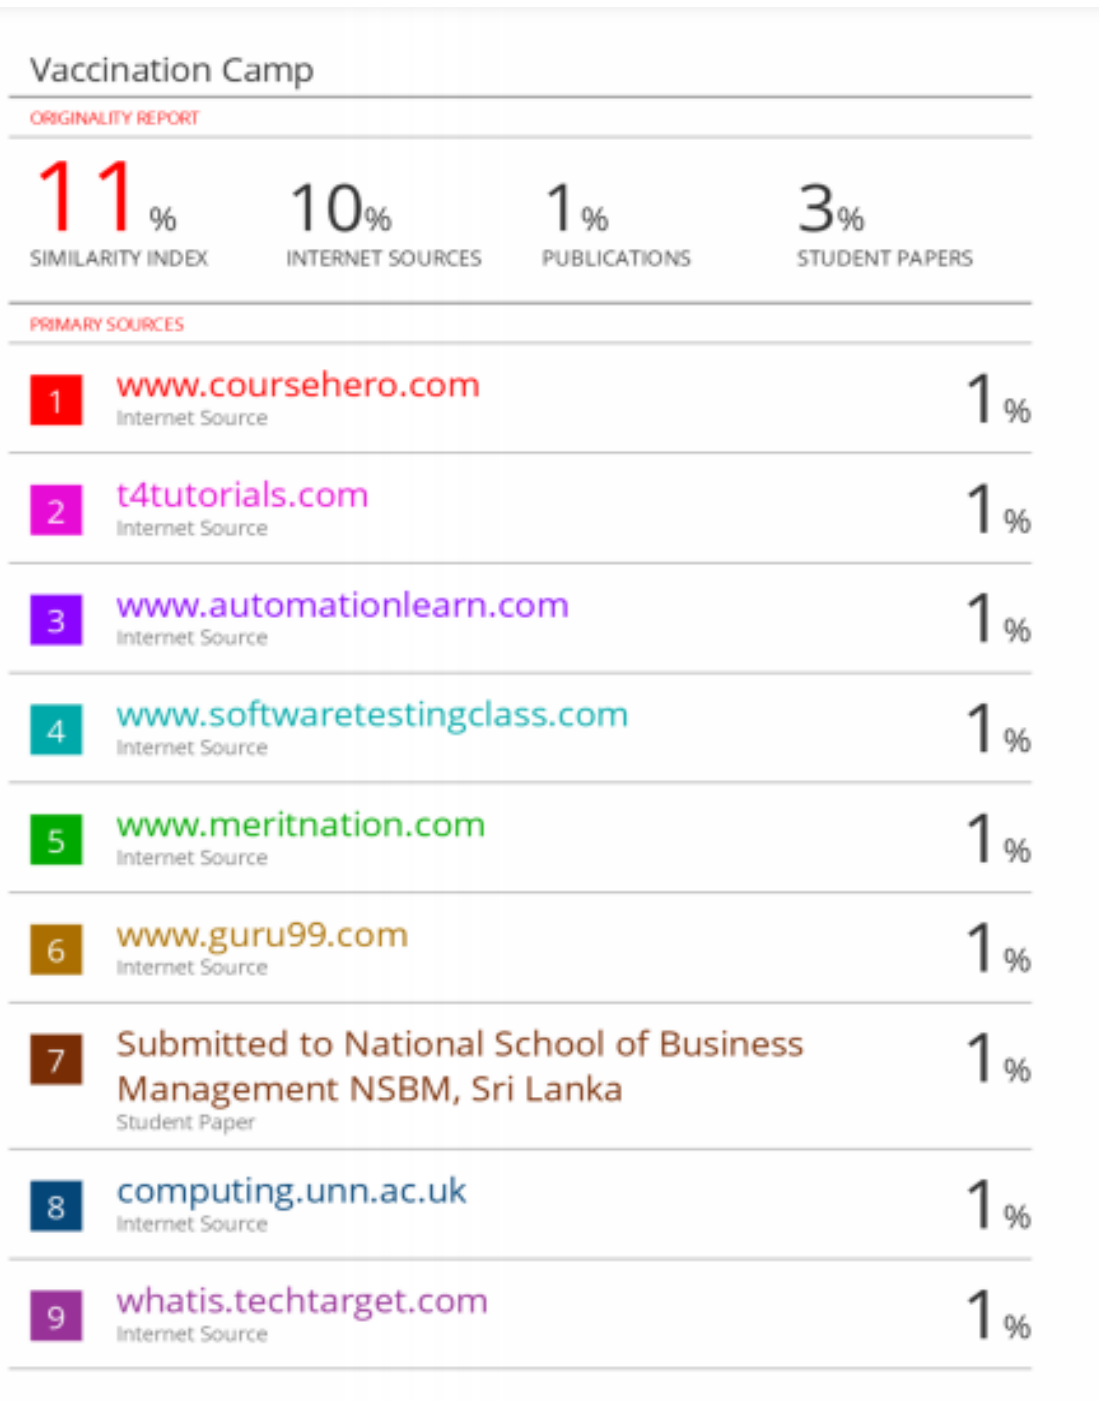 Vaccination Camp
ORIGINALITY REPORT
11% 10% 1% 3%
SIMILARITY INDEX INTERNET SOURCES PUBLICATIONS STUDENT PAPERS
PRIMARY SOURCES
1 www.coursehero.com 1%
Internet Source
2 t4tutorials.com 1%
Internet Source
3 www.automationlearn.com 1%
Internet Source
4 www.softwaretestingclass.com 1%
Internet Source
5 www.meritnation.com 1%
Internet Source
6 www.guru99.com 1%
Internet Source
7 Submitted to National School of Business 1%
Management NSBM, Sri Lanka
Student Paper
8 computing.unn.ac.uk 1%
Internet Source
9 whatis.techtarget.com 1%
Internet Source